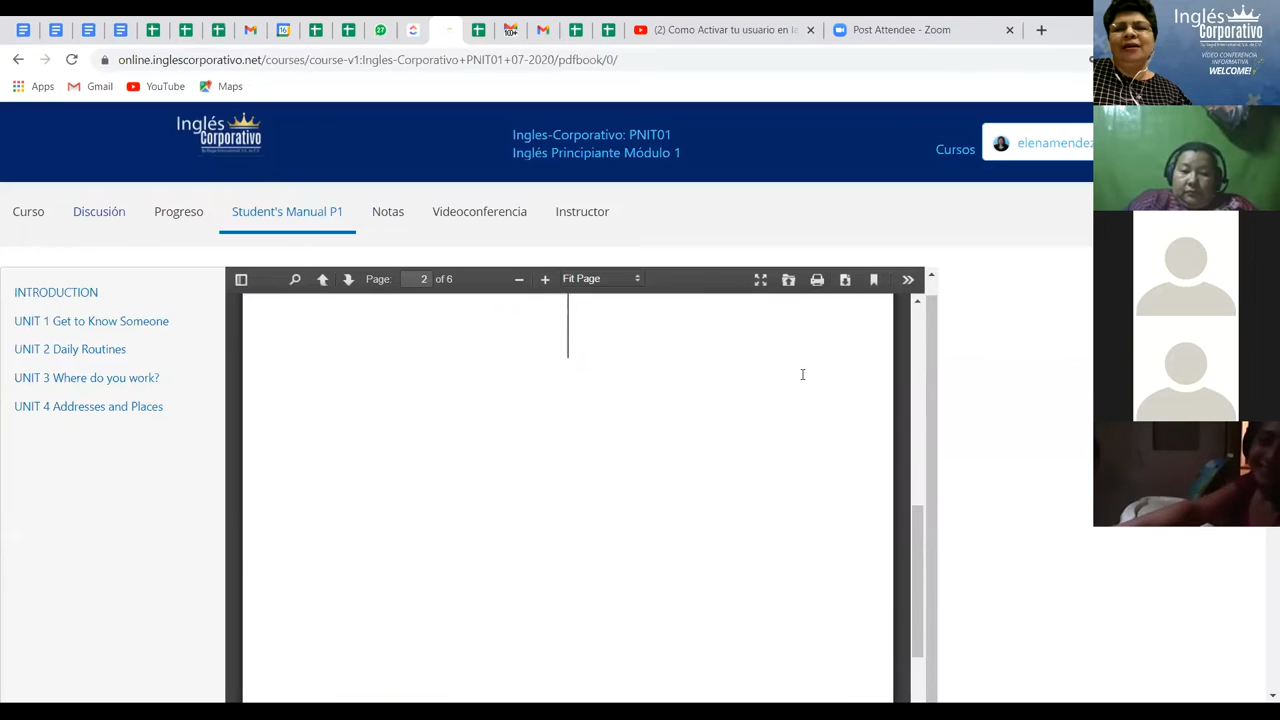 (2) Como Activar tu usuario en l
Post Attendee - Zoom
online.inglescorporativo.net/courses/course-v1:Ingles-Corporativo+PNIT01
pdfbook/0/
Apps
Gmail
YouTube
Maps
Inglés
Corporativo
Ingles-Corporativo: PNIT01
Inglés Principiante Módulo 1
Cursos
elenamendez
Curso
Discusión
Progreso
Student's Manual P1
Notas
Videoconferencia
Instructor
INTRODUCTION
UNIT 1 Get to Know Someone
UNIT 2 Daily Routines
UNIT 3 Where do you work?
UNIT 4 Addresses and Places
Page: 2 of 6
Fit Page
Inglés
Corporativo
VÍDEO CONFERENCIA
INFORMATIVA
WELCOME!